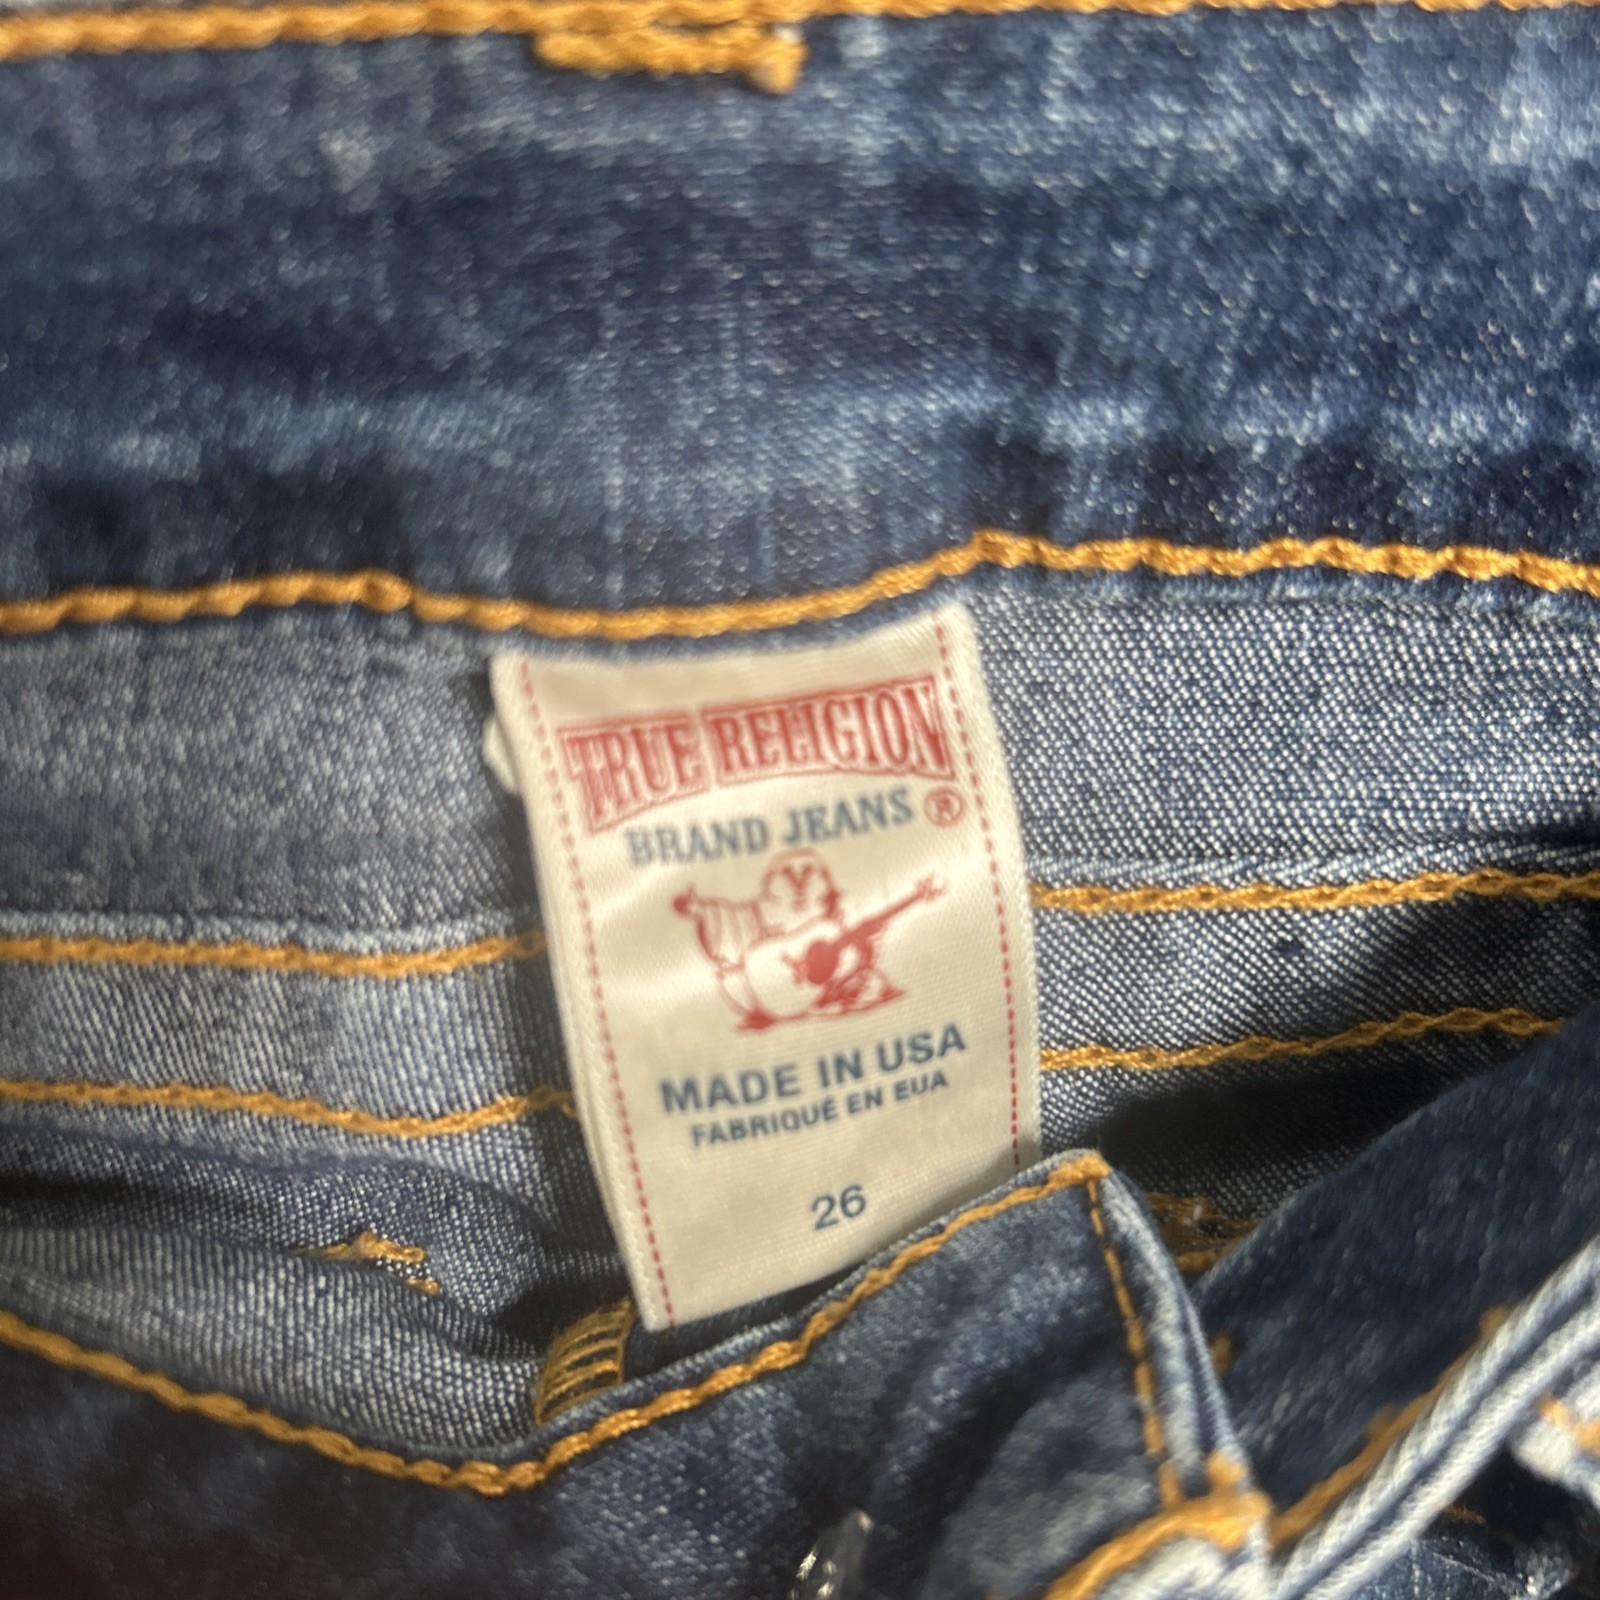 TRUE RELIGION
BRAND JEANS ®
MADE IN USA
FABRIQUÉ EN EUA
26